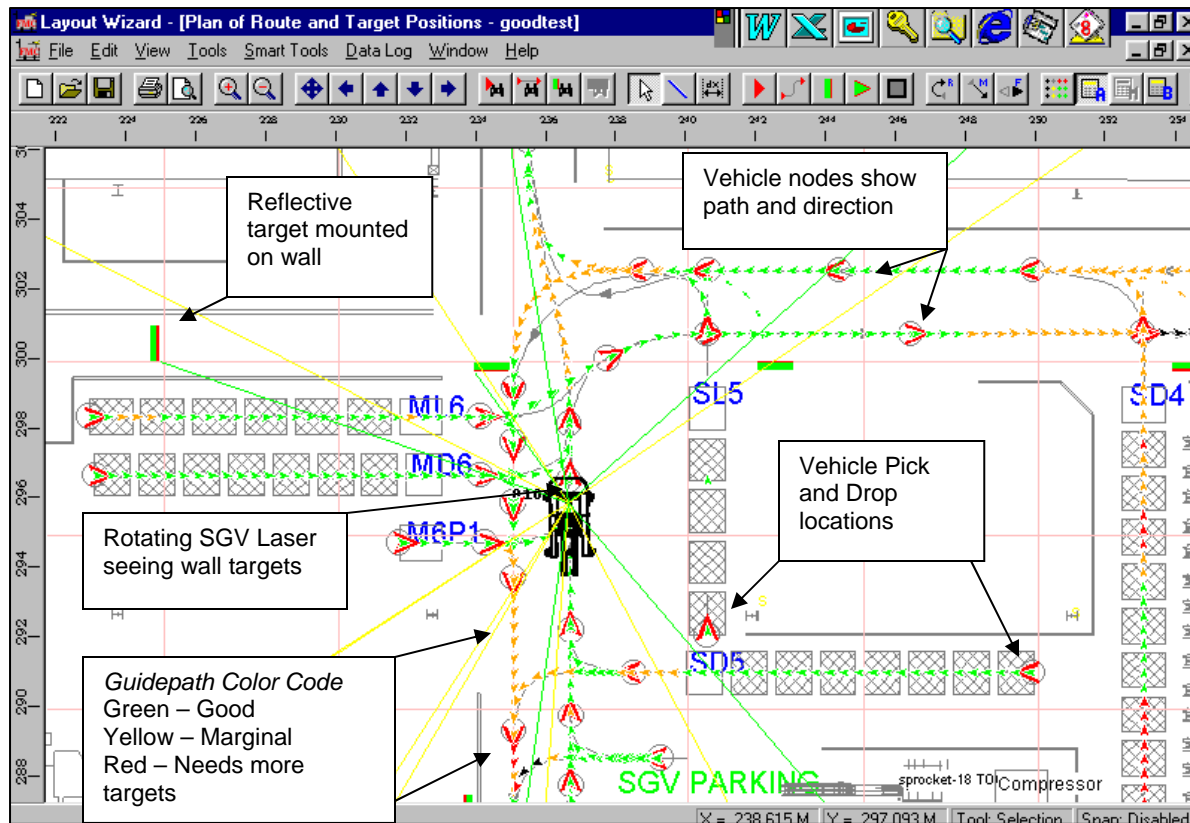 Layout Wizard - [Plan of Route and Target Positions - goodtest]
File Edit View Tools Smart Tools Data Log Window Help
222 224 226 228 230 232 234 236 238 240 242 244 246 248 250 252 254
304
302
300
298
296
294
292
290
288
Reflective
target mounted
on wall
Vehicle nodes show
path and direction
ML6
SL5
SD4
MD6
Vehicle Pick
and Drop
locations
Rotating SGV Laser
seeing wall targets
M6P1
S
S
S
SD5
Guidepath Color Code
Green – Good
Yellow – Marginal
Red – Needs more
targets
SGV PARKING
sprocket-18 TO
Compressor
X = 238.615 M Y = 297.093 M Tool: Selection Snap: Disabled